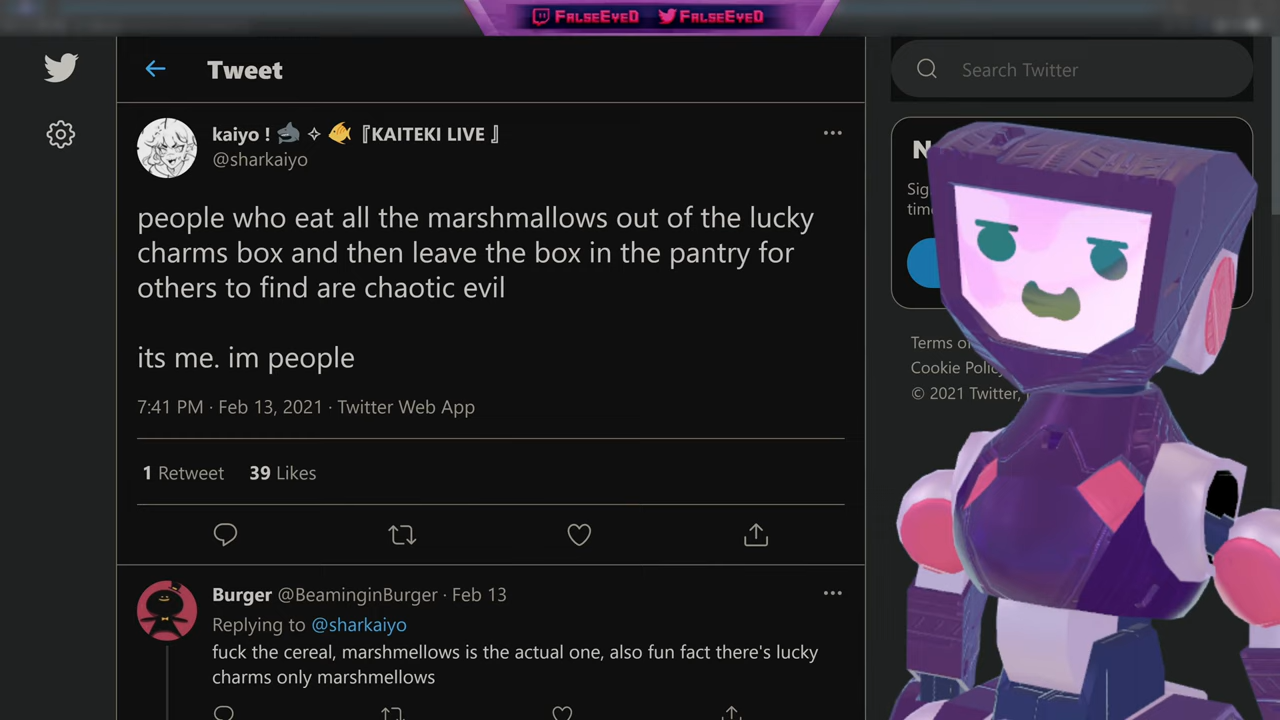 FalseEyeD FalseEyeD
Tweet
Search Twitter
kaiyo ! 🦈 ✧ 🐠 『KAITEKI LIVE 』
@sharkaiyo
people who eat all the marshmallows out of the lucky
charms box and then leave the box in the pantry for
others to find are chaotic evil
its me. im people
7:41 PM · Feb 13, 2021 · Twitter Web App
1 Retweet 39 Likes
Burger @BeaminginBurger · Feb 13
Replying to @sharkaiyo
fuck the cereal, marshmellows is the actual one, also fun fact there's lucky
charms only marshmellows
Terms
Cookie
© 2021 Twitter,